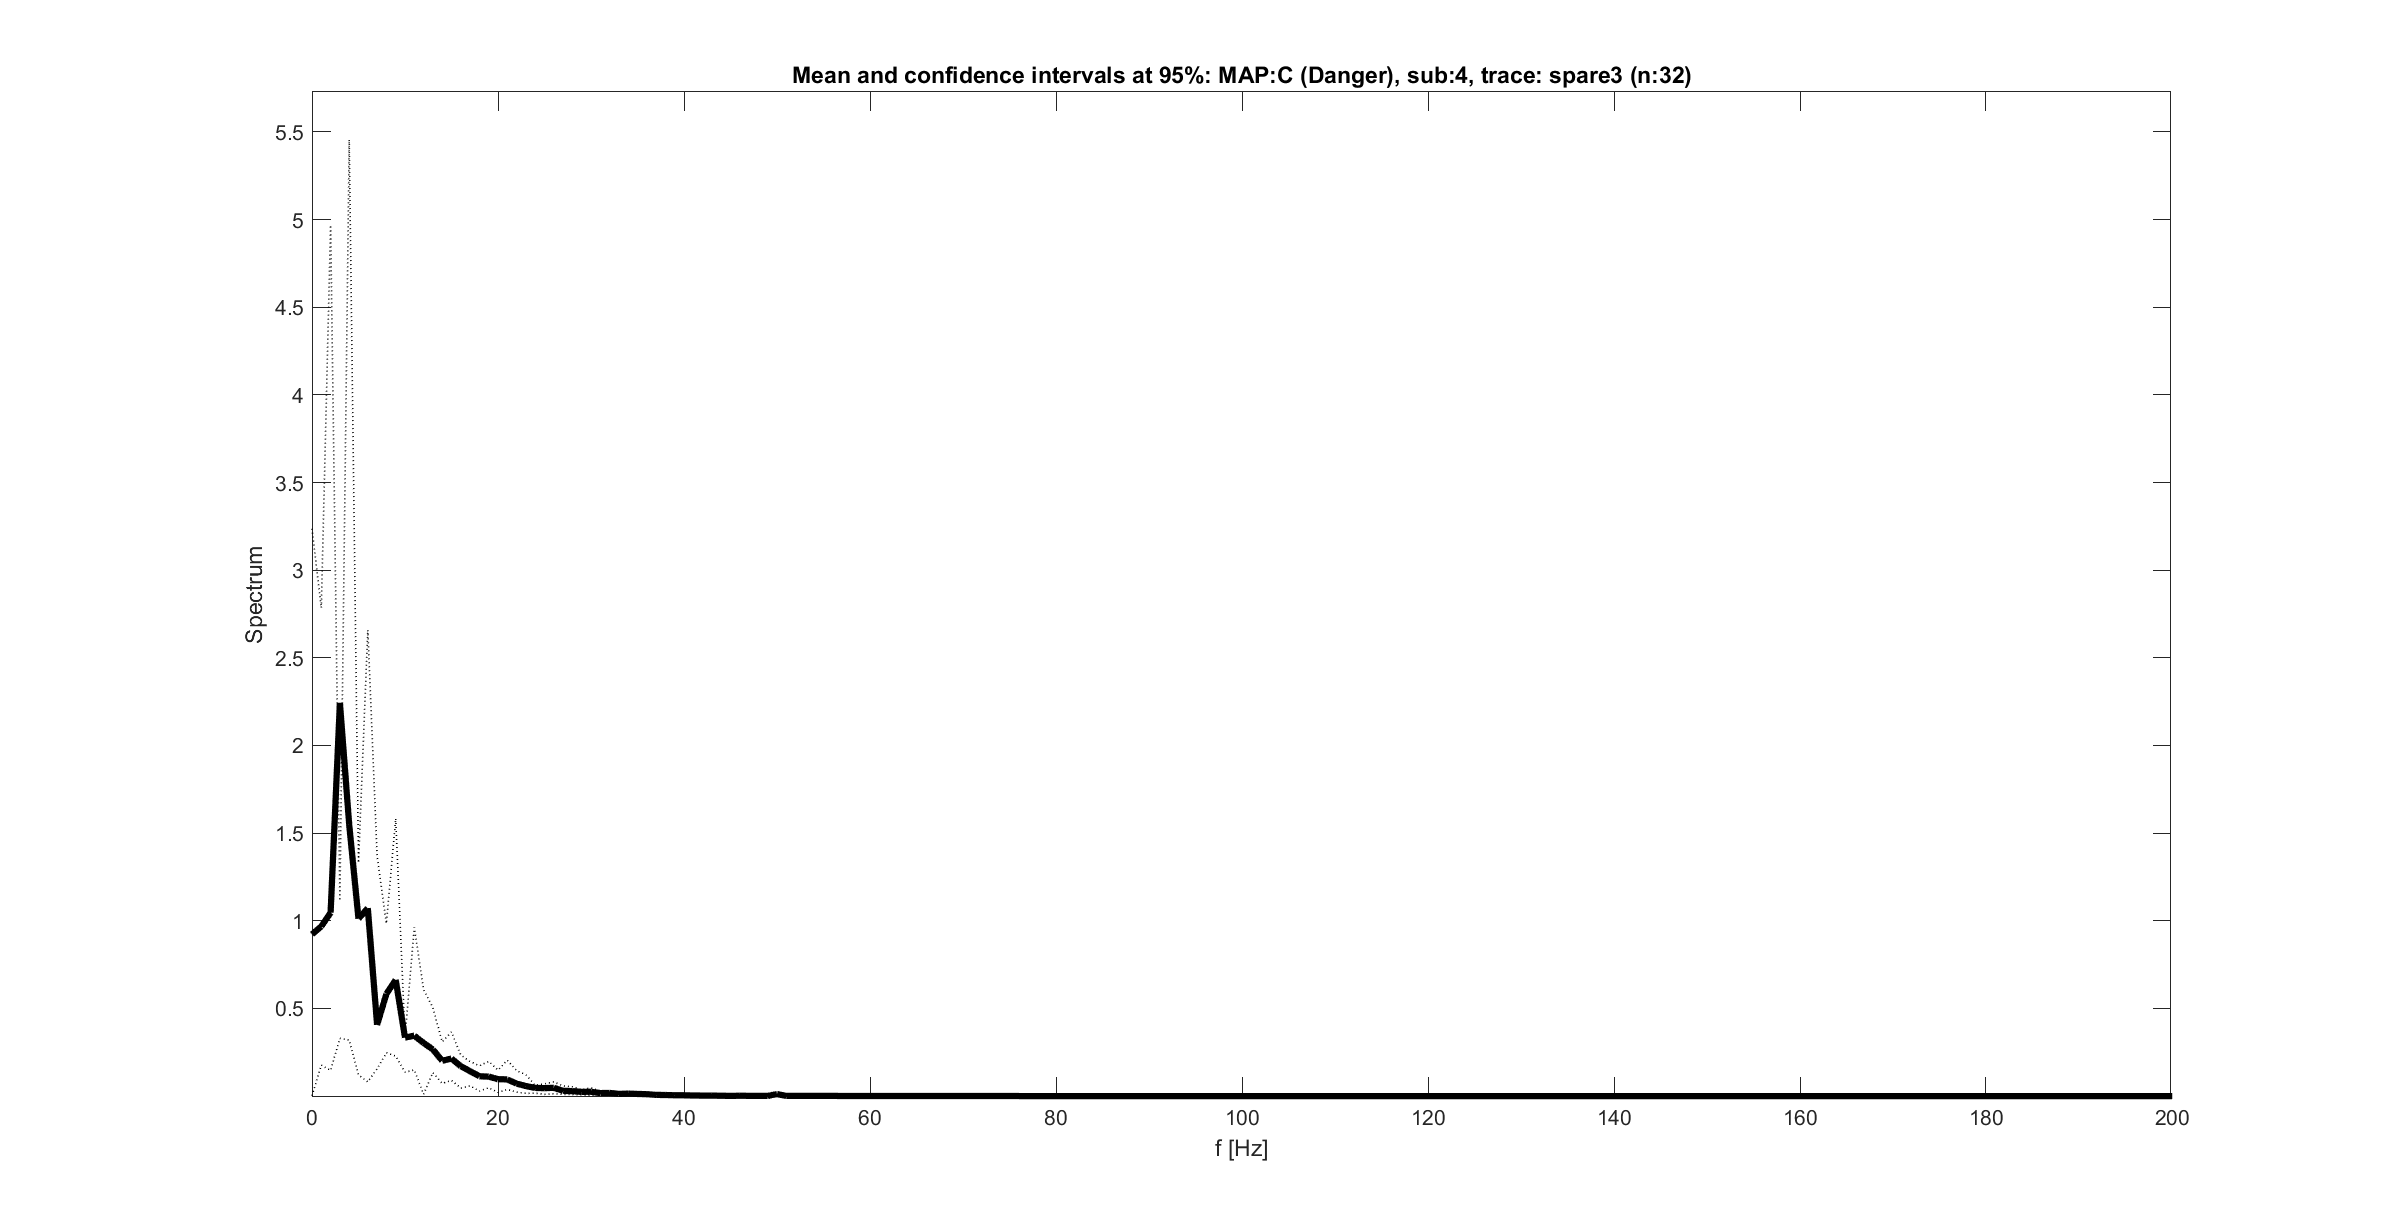 Mean and confidence intervals at 95%: MAP:C (Danger), sub:4, trace: spare3 (n:32)
5.5
5
4.5
4
3.5
3
2.5
2
1.5
1
0.5
Spectrum
0 20 40 60 80 100 120 140 160 180 200
f [Hz]